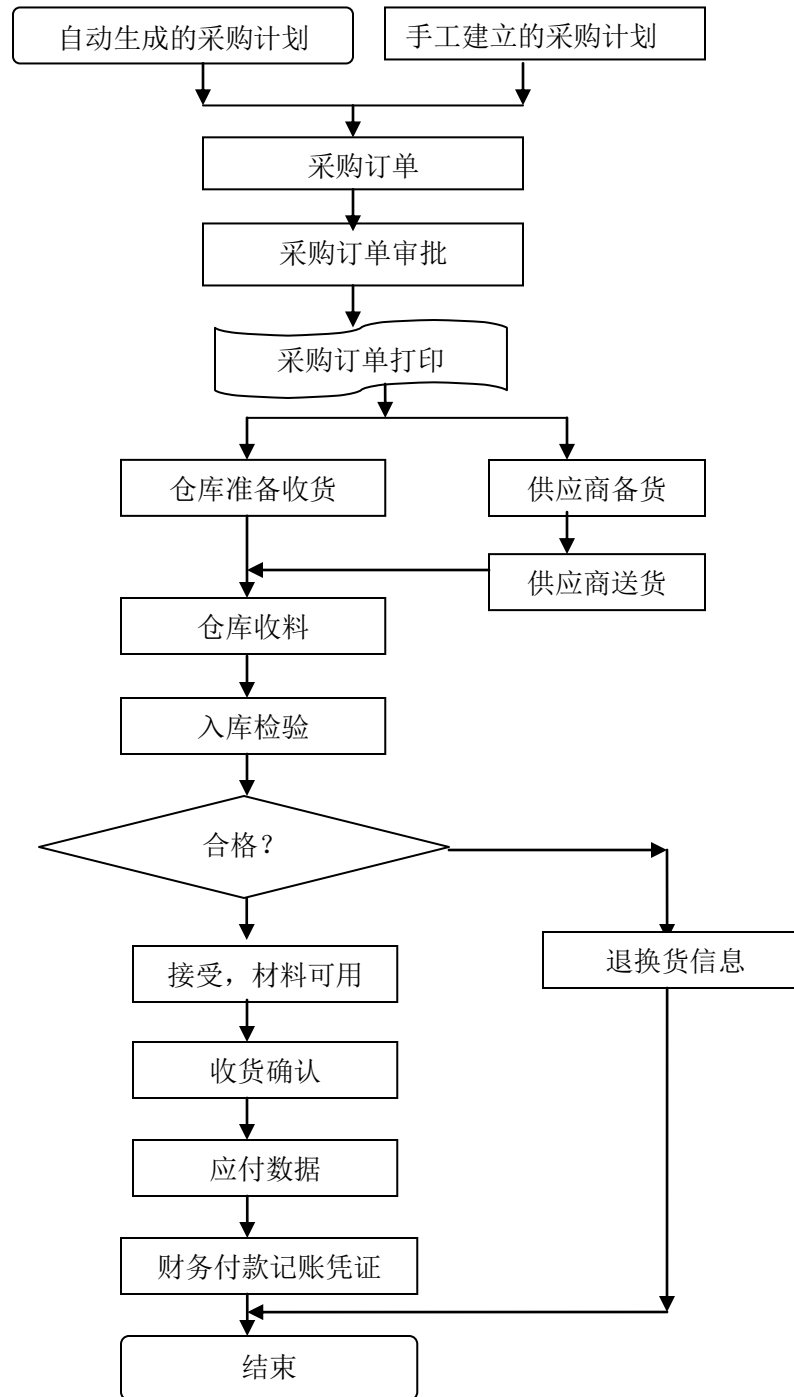 自动生成的采购计划
手工建立的采购计划
采购订单
采购订单审批
采购订单打印
仓库准备收货
供应商备货
供应商送货
仓库收料
入库检验
合格？
接受，材料可用
退换货信息
收货确认
应付数据
财务付款记账凭证
结束